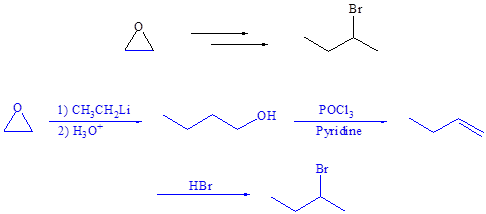 O
Br
O
1) CH₃CH₂Li
2) H₃O⁺
OH
POCl₃
Pyridine
Br
HBr